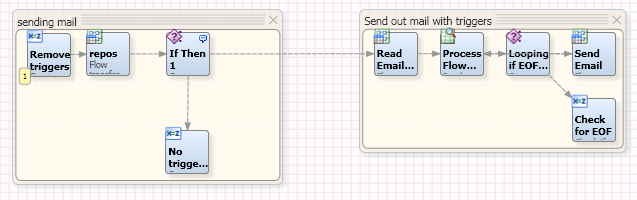 sending mail
Remove
triggers
1
repos
Flow
If Then
1
No
trigge...
Send out mail with triggers
Read
Email...
Process
Flow...
Looping
if EOF...
Send
Email
Check
for EOF